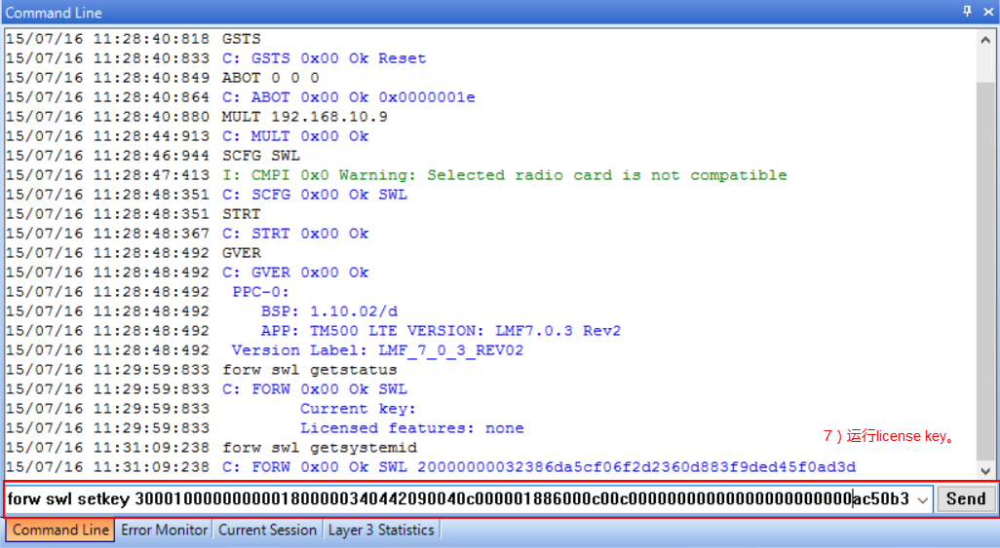 Command Line
15/07/16 11:28:40:818 GSTS
15/07/16 11:28:40:833 C: GSTS 0x00 Ok Reset
15/07/16 11:28:40:849 ABOT 0 0 0
15/07/16 11:28:40:864 C: ABOT 0x00 Ok 0x0000001e
15/07/16 11:28:40:880 MULT 192.168.10.9
15/07/16 11:28:44:913 C: MULT 0x00 Ok
15/07/16 11:28:46:944 SCFG SWL
15/07/16 11:28:47:413 I: CMPI 0x0 Warning: Selected radio card is not compatible
15/07/16 11:28:48:351 C: SCFG 0x00 Ok SWL
15/07/16 11:28:48:351 STRT
15/07/16 11:28:48:367 C: STRT 0x00 Ok
15/07/16 11:28:48:492 GVER
15/07/16 11:28:48:492 C: GVER 0x00 Ok
15/07/16 11:28:48:492 PPC-0:
15/07/16 11:28:48:492 BSP: 1.10.02/d
15/07/16 11:28:48:492 APP: TM500 LTE VERSION: LMF7.0.3 Rev2
15/07/16 11:28:48:492 Version Label: LMF_7_0_3_REV02
15/07/16 11:29:59:833 forw swl getstatus
15/07/16 11:29:59:833 C: FORW 0x00 Ok SWL
15/07/16 11:29:59:833 Current key:
15/07/16 11:29:59:833 Licensed features: none
15/07/16 11:31:09:238 forw swl getsystemid
15/07/16 11:31:09:238 C: FORW 0x00 Ok SWL 20000000032386da5cf06f2d2360d883f9ded45f0ad3d
7）运行license key。
forw swl setkey 30001000000000018000003404420900040c000001886000c00c00000000000000000000000ac50b3
Send
Command Line
Error Monitor
Current Session
Layer 3 Statistics